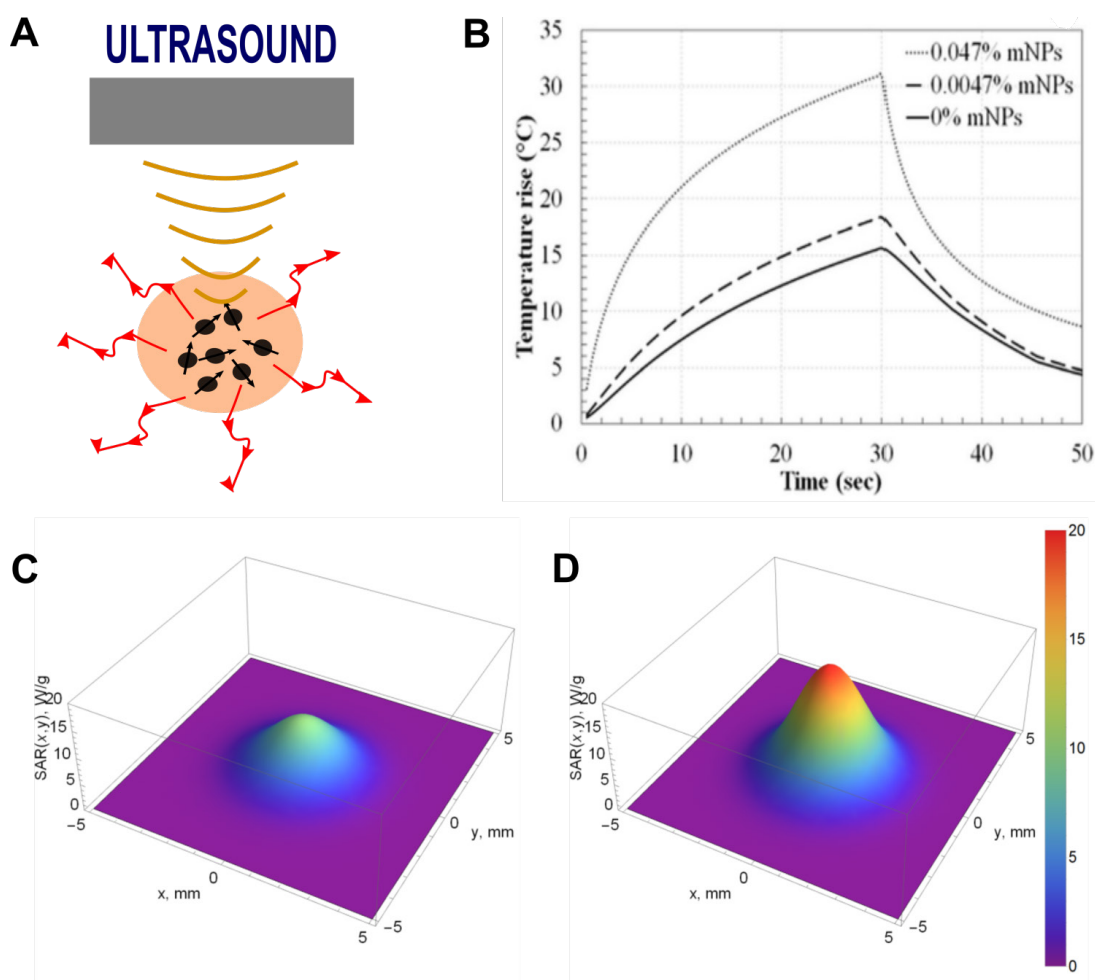 A
ULTRASOUND
B
35
30
25
20
15
10
5
0
Temperature rise (°C)
0.047% mNPs
0.0047% mNPs
0% mNPs
0 10 20 30 40 50
Time (sec)
C
SAR(x,y), W/g
20
15
10
5
0
-5
0
5
x, mm
5
0
-5
y, mm
D
SAR(x,y), W/g
20
15
10
5
0
-5
0
5
x, mm
5
0
-5
y, mm
20
15
10
5
0